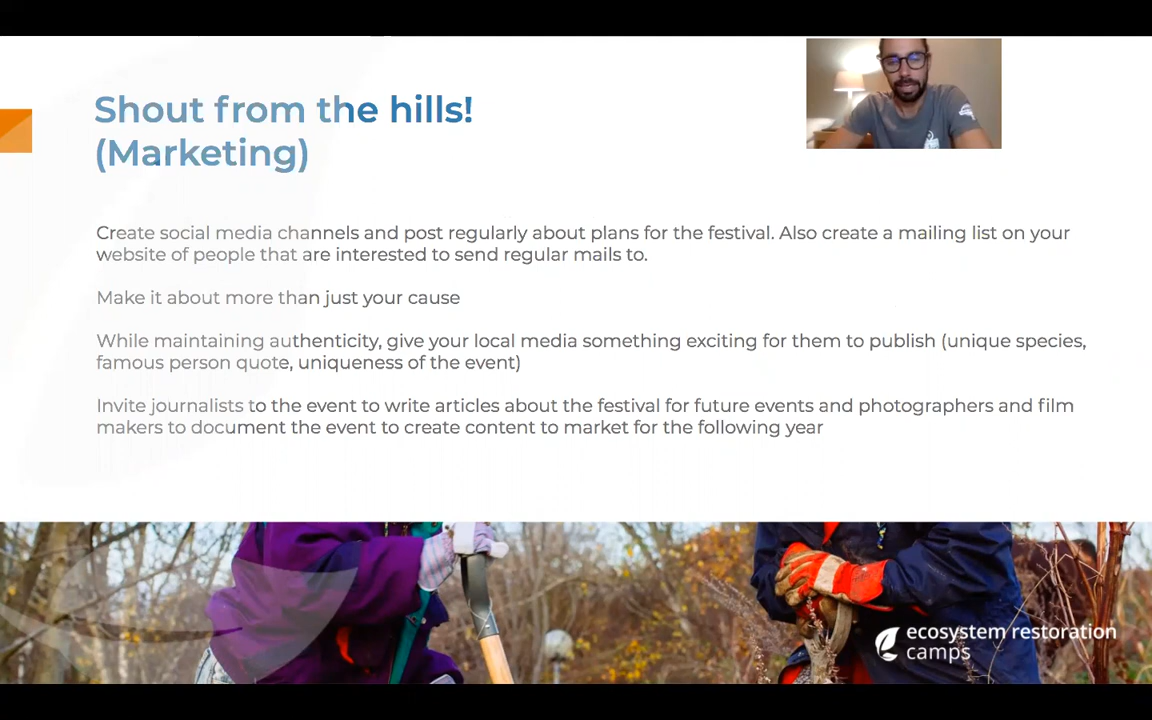 Shout from the hills!
(Marketing)
Create social media channels and post regularly about plans for the festival. Also create a mailing list on your
website of people that are interested to send regular mails to.
Make it about more than just your cause
While maintaining authenticity, give your local media something exciting for them to publish (unique species,
famous person quote, uniqueness of the event)
Invite journalists to the event to write articles about the festival for future events and photographers and film
makers to document the event to create content to market for the following year
ecosystem restoration
camps